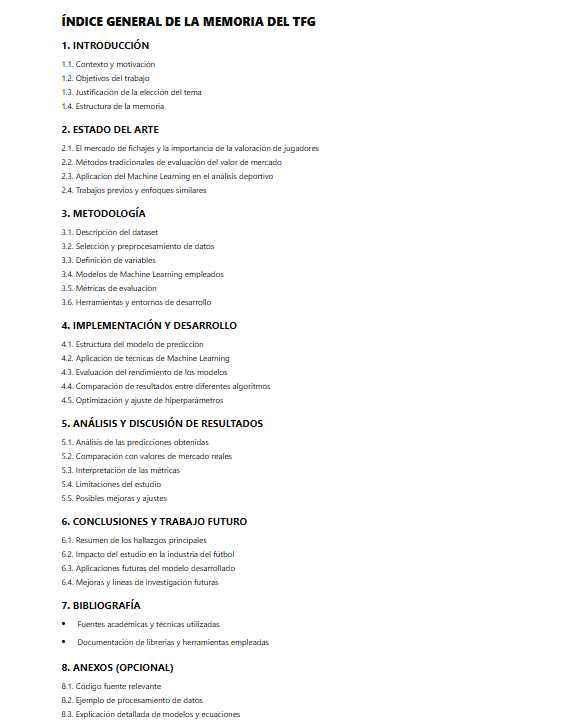 ÍNDICE GENERAL DE LA MEMORIA DEL TFG
1. INTRODUCCIÓN
1.1. Contexto y motivación
1.2. Objetivos del trabajo
1.3. Justificación de la elección del tema
1.4. Estructura de la memoria
2. ESTADO DEL ARTE
2.1. El mercado de fichajes y la importancia de la valoración de jugadores
2.2. Métodos tradicionales de evaluación del valor de mercado
2.3. Aplicación del Machine Learning en el análisis deportivo
2.4. Trabajos previos y enfoques similares
3. METODOLOGÍA
3.1. Descripción del dataset
3.2. Selección y preprocesamiento de datos
3.3. Definición de variables
3.4. Modelos de Machine Learning empleados
3.5. Métricas de evaluación
3.6. Herramientas y entornos de desarrollo
4. IMPLEMENTACIÓN Y DESARROLLO
4.1. Estructura del modelo de predicción
4.2. Aplicación de técnicas de Machine Learning
4.3. Evaluación del rendimiento de los modelos
4.4. Comparación de resultados entre diferentes algoritmos
4.5. Optimización y ajuste de hiperparámetros
5. ANÁLISIS Y DISCUSIÓN DE RESULTADOS
5.1. Análisis de las predicciones obtenidas
5.2. Comparación con valores de mercado reales
5.3. Interpretación de las métricas
5.4. Limitaciones del estudio
5.5. Posibles mejoras y ajustes
6. CONCLUSIONES Y TRABAJO FUTURO
6.1. Resumen de los hallazgos principales
6.2. Impacto del estudio en la industria del fútbol
6.3. Aplicaciones futuras del modelo desarrollado
6.4. Mejoras y líneas de investigación futuras
7. BIBLIOGRAFÍA
• Fuentes académicas y técnicas utilizadas
• Documentación de librerías y herramientas empleadas
8. ANEXOS (OPCIONAL)
8.1. Código fuente relevante
8.2. Ejemplo de procesamiento de datos
8.3. Explicación detallada de modelos y ecuaciones